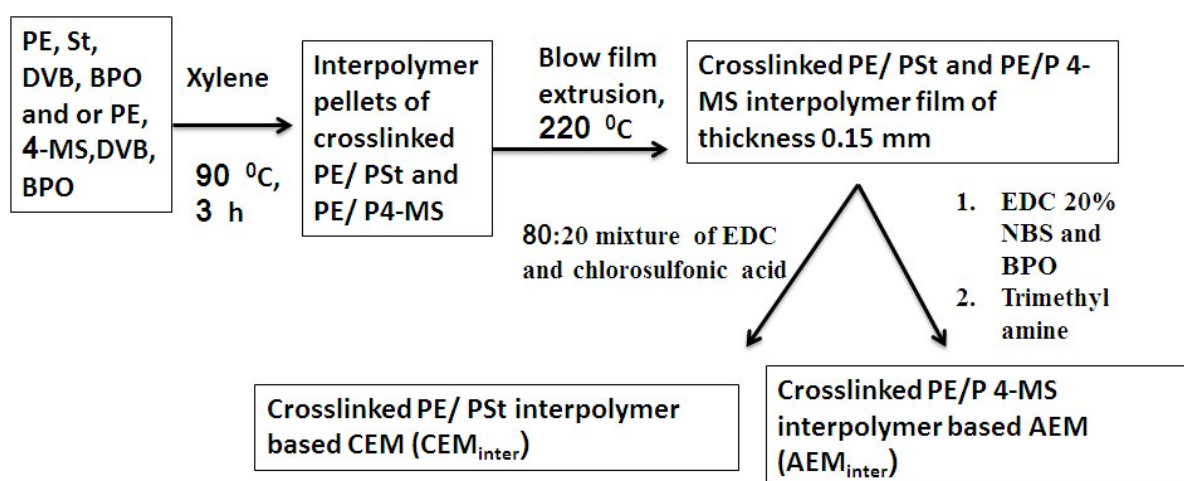 PE, St,
DVB, BPO
and or PE,
4-MS,DVB,
BPO
Xylene
90 ⁰C,
3 h
Interpolymer
pellets of
crosslinked
PE/ PSt and
PE/ P4-MS
Blow film
extrusion,
220 ⁰C
Crosslinked PE/ PSt and PE/P 4-
MS interpolymer film of
thickness 0.15 mm
80:20 mixture of EDC
and chlorosulfonic acid
1. EDC 20%
NBS and
BPO
2. Trimethyl
amine
Crosslinked PE/ PSt interpolymer
based CEM (CEMinter)
Crosslinked PE/P 4-MS
interpolymer based AEM
(AEMinter)